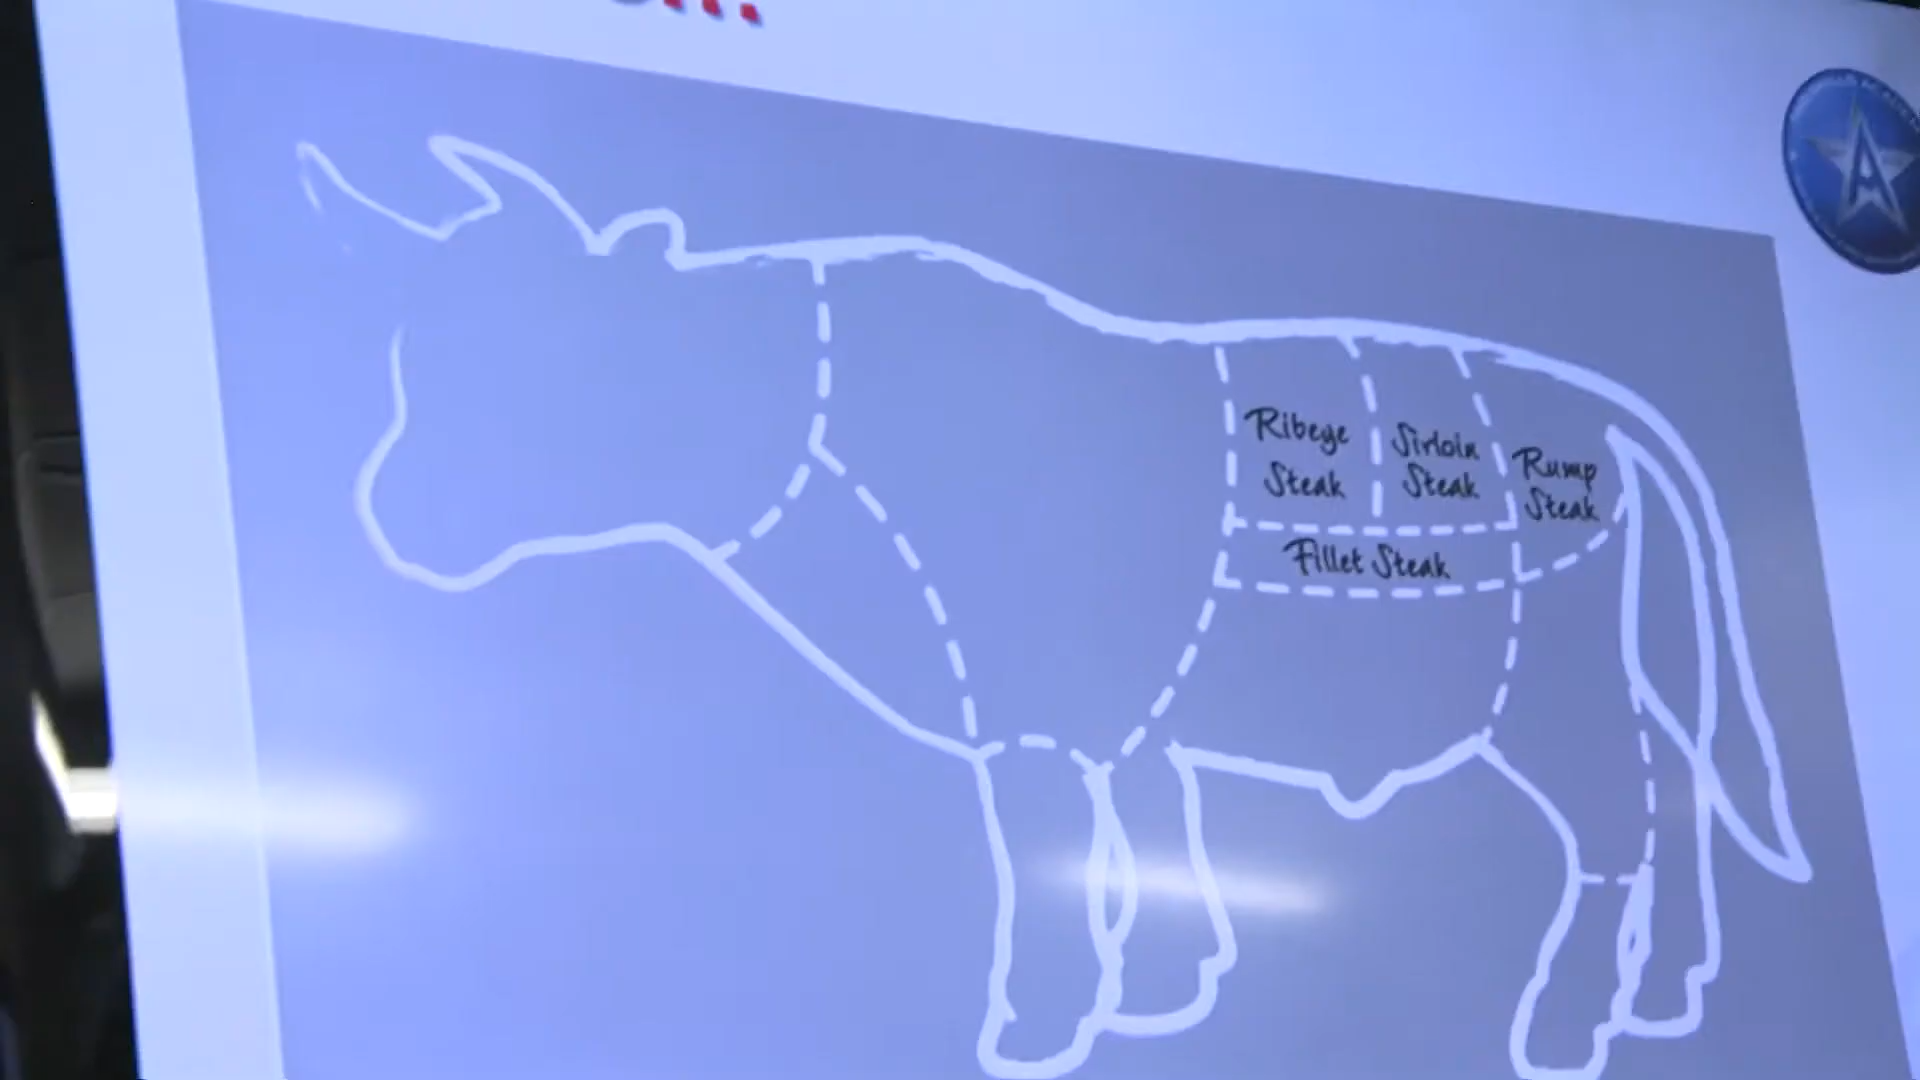 Ribeye
Steak
Sirloin
Steak
Rump
Steak
Fillet Steak
A